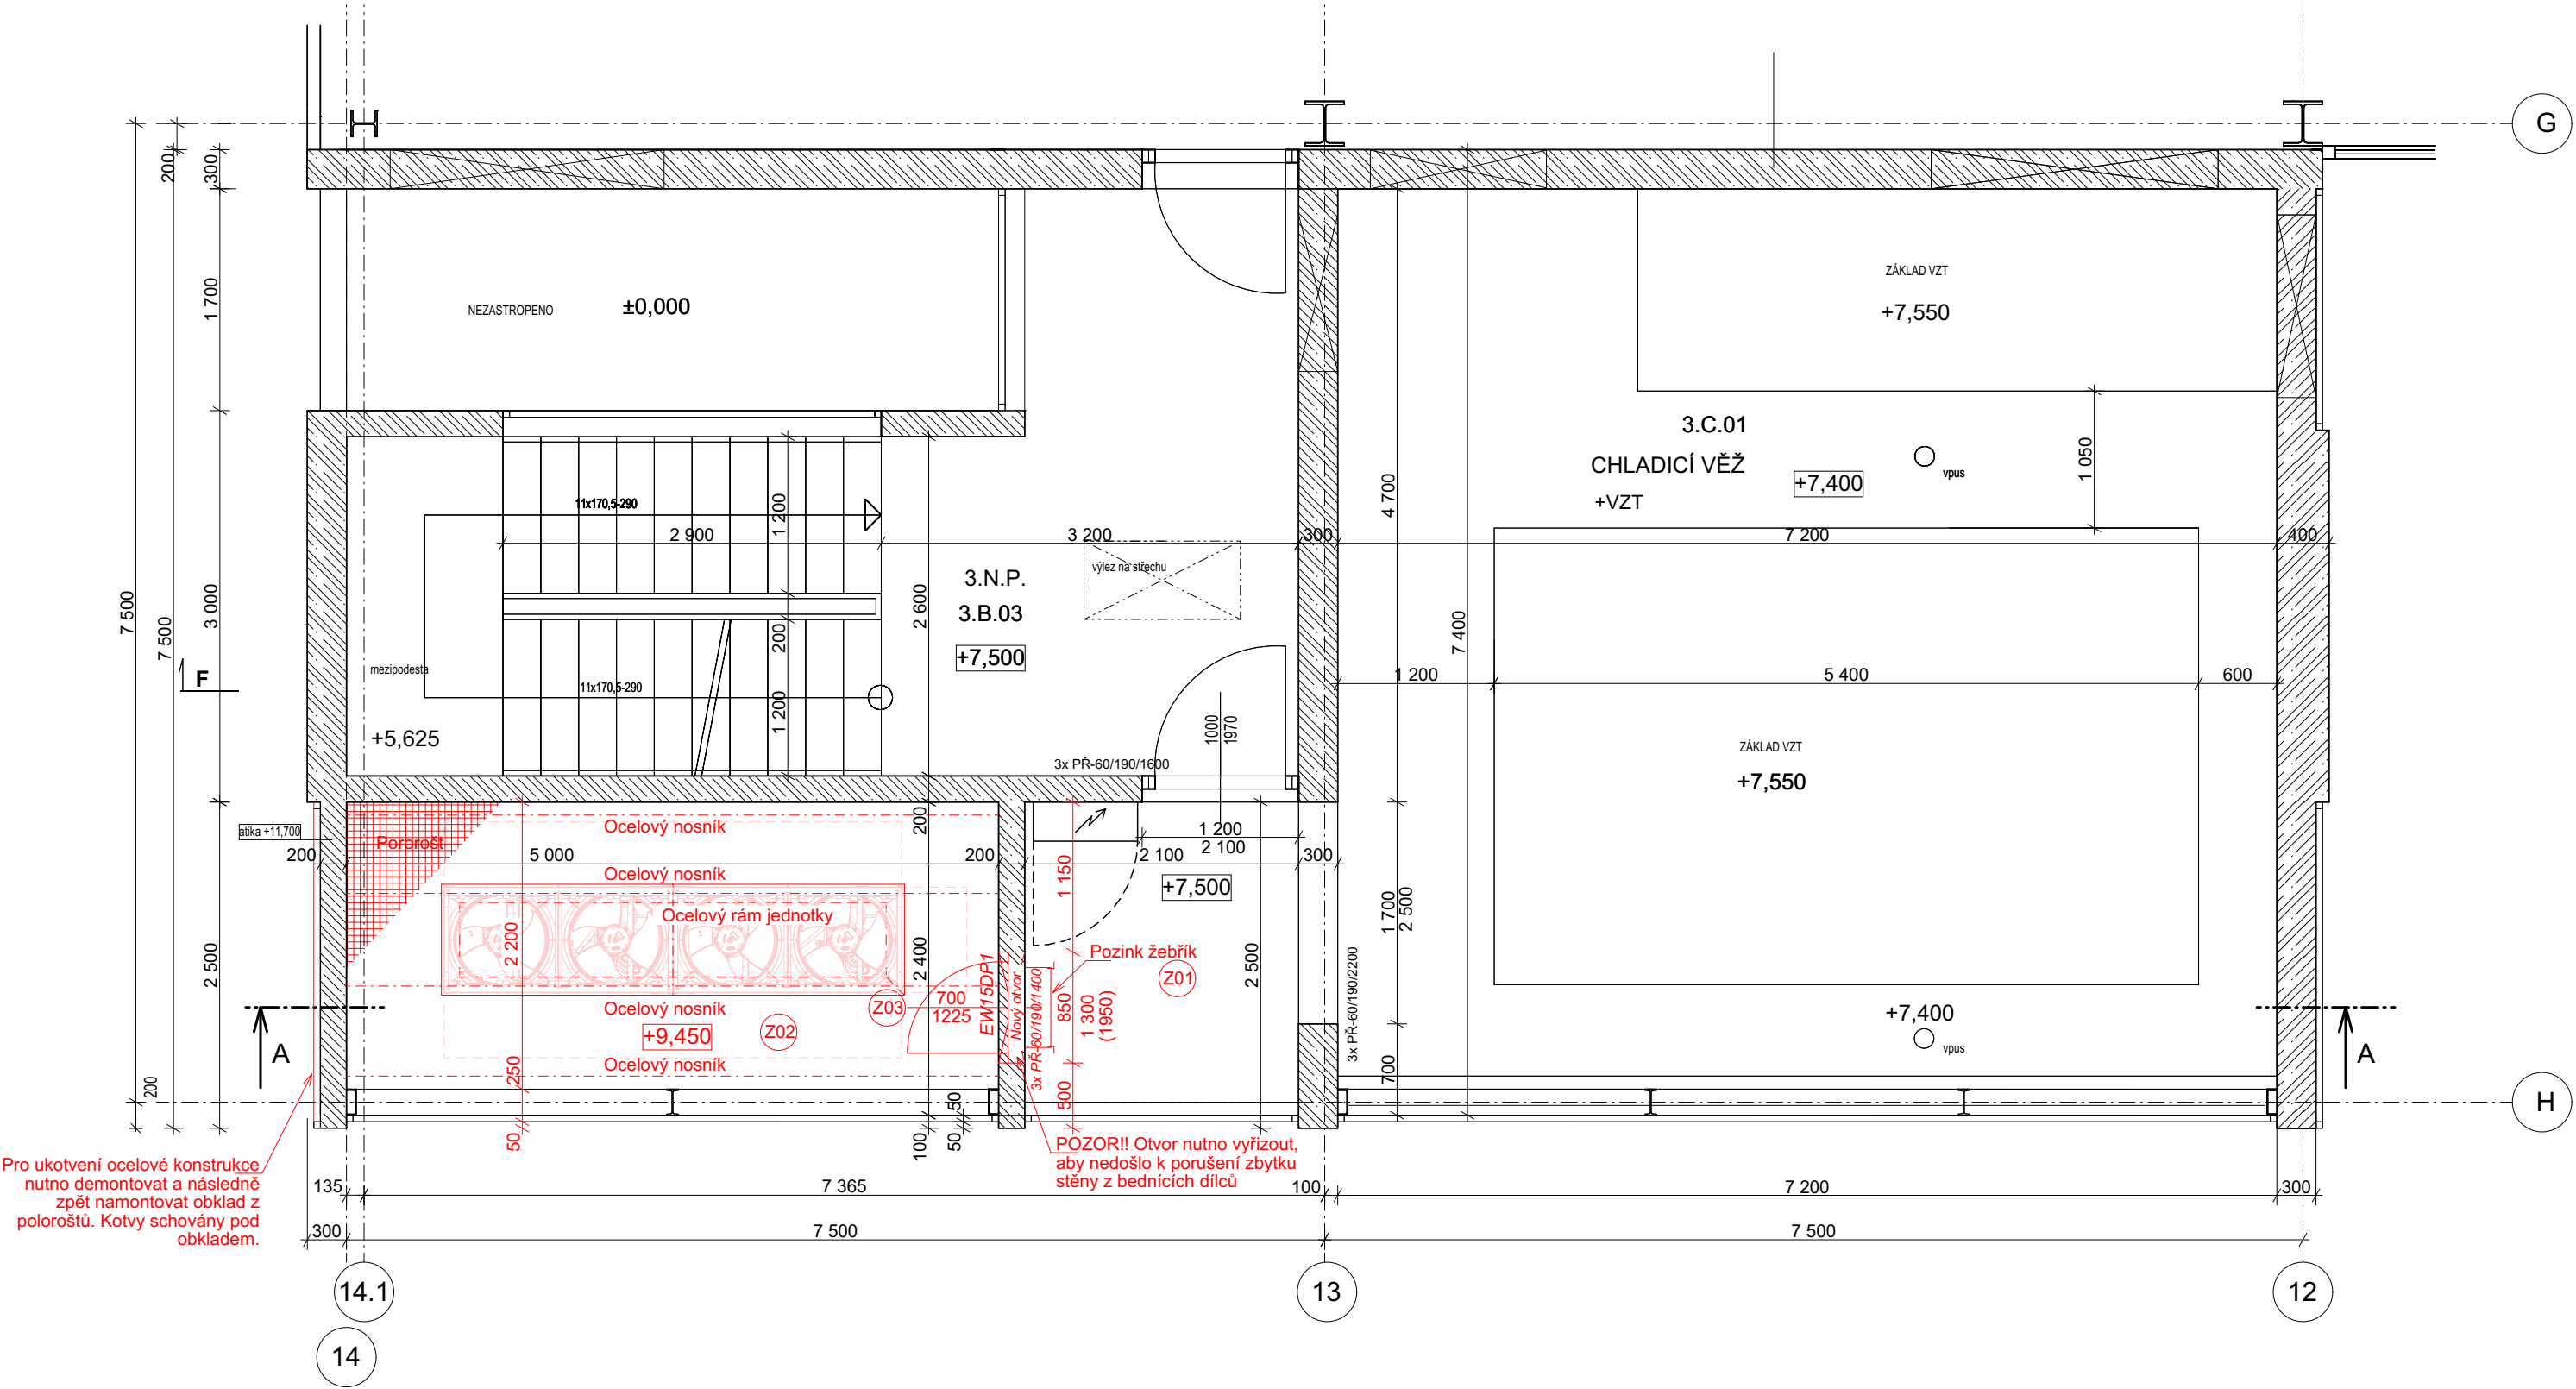 G
200
300
1 700
7 500
7 500
3 000
2 500
200
F
NEZASTROPENO
±0,000
ZÁKLAD VZT
+7,550
3.C.01
CHLADICÍ VĚŽ
+VZT
+7,400
vpus
1 050
4 700
7 400
11x170,5-290
1 200
2 900
3 200
300
7 200
400
výlez na střechu
3.N.P.
3.B.03
+7,500
2 600
200
mezipodesta
11x170,5-290
1 200
+5,625
1000
1970
3x PŘ-60/190/1600
1 200
5 400
600
ZÁKLAD VZT
+7,550
atika +11,700
200
Pororošt
Ocelový nosník
5 000
200
200
1 200
2 100
2 100
300
1 150
+7,500
Ocelový nosník
Ocelový rám jednotky
2 200
2 400
Pozink žebřík
Z01
2 500
1 700
2 500
3x PŘ-60/190/2200
700
Z03
700
1225
EW15DP1
Nový otvor
3x PŘ-60/190/1400
850
1 300
(1950)
500
Ocelový nosník
+9,450
Z02
Ocelový nosník
250
50
50
100
50
+7,400
vpus
A
A
H
POZOR!! Otvor nutno vyřizout,
aby nedošlo k porušení zbytku
stěny z bednících dílců
Pro ukotvení ocelové konstrukce
nutno demontovat a následně
zpět namontovat obklad z
poloroštů. Kotvy schovány pod
obkladem.
135
7 365
100
7 200
300
300
7 500
7 500
14.1
13
12
14